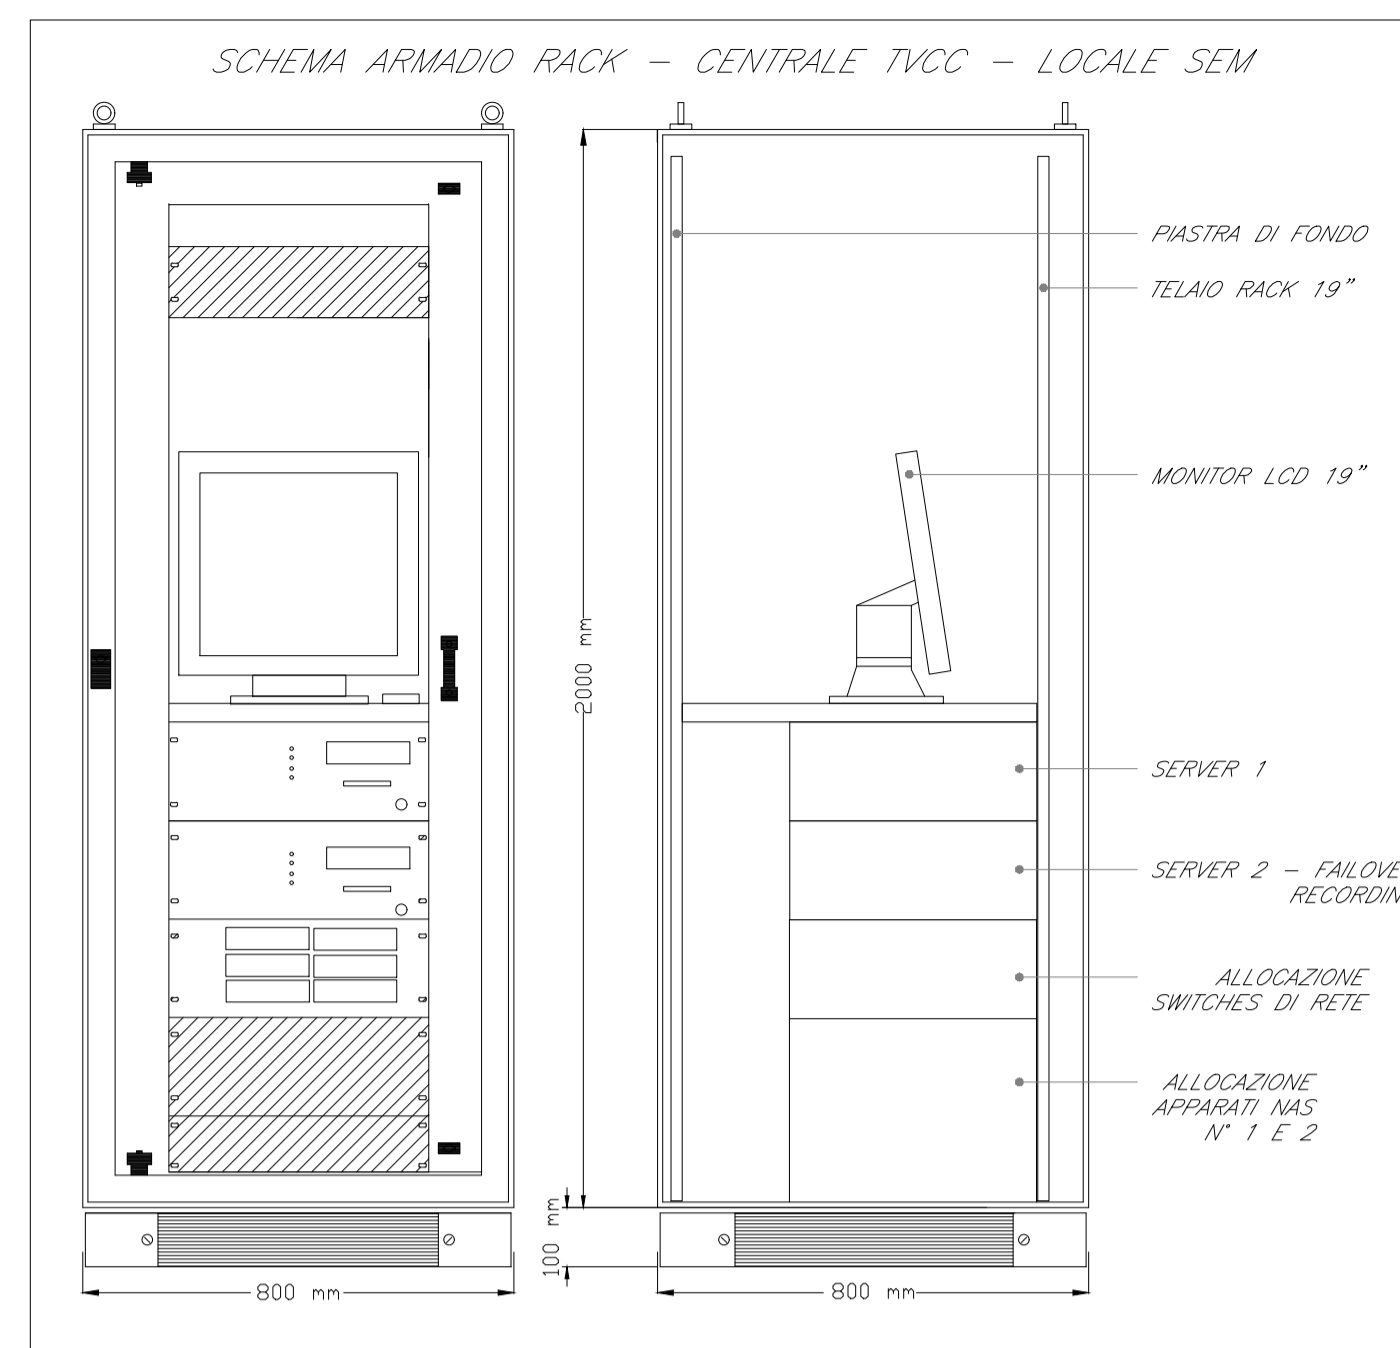 SCHEMA ARMADIO RACK – CENTRALE TVCC – LOCALE SEM
PIASTRA DI FONDO
TELAIO RACK 19"
MONITOR LCD 19"
2000 mm
SERVER 1
SERVER 2 – FAILOVE
RECORDIN
ALLOCAZIONE
SWITCHES DI RETE
ALLOCAZIONE
APPARATI NAS
N° 1 E 2
100 mm
800 mm
800 mm